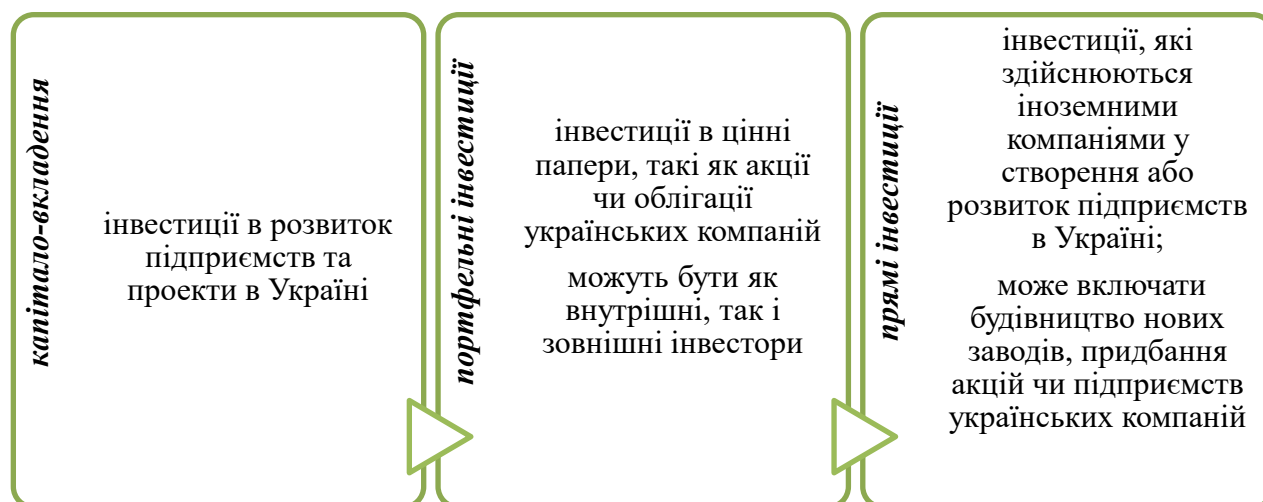 капітало-вкладення
інвестиції в розвиток
підприємств та
проекти в Україні
портфельні інвестиції
інвестиції в цінні
папери, такі як акції
чи облігації
українських компаній
можуть бути як
внутрішні, так і
зовнішні інвестори
прямі інвестиції
інвестиції, які
здійснюються
іноземними
компаніями у
створення або
розвиток підприємств
в Україні;
може включати
будівництво нових
заводів, придбання
акцій чи підприємств
українських компаній